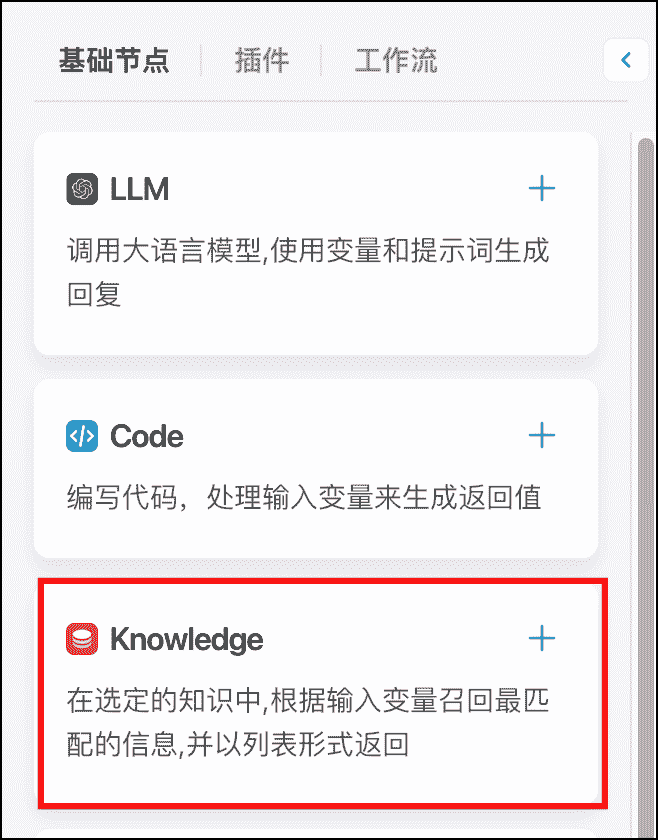 基础节点 插件 工作流
LLM
调用大语言模型,使用变量和提示词生成
回复
Code
编写代码，处理输入变量来生成返回值
Knowledge
在选定的知识中,根据输入变量召回最匹
配的信息,并以列表形式返回